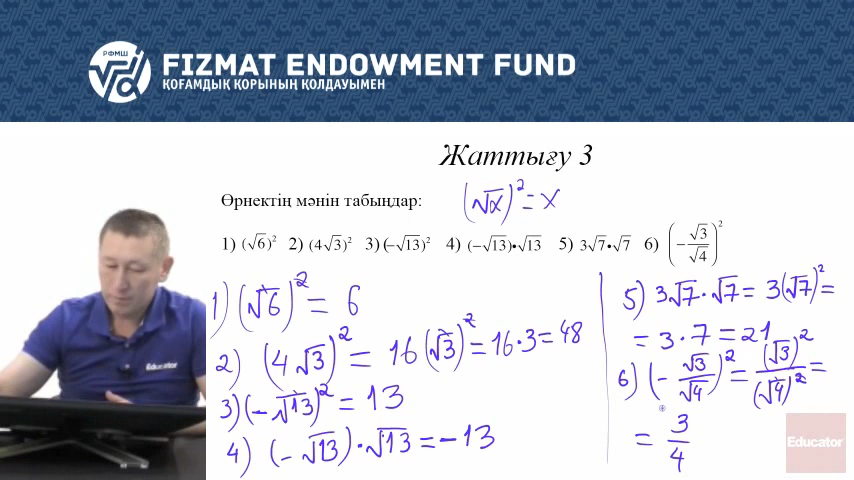 РФМШ
FIZMAT ENDOWMENT FUND
ҚОҒАМДЫҚ ҚОРЫНЫҢ ҚОЛДАУЫМЕН
Жаттығу 3
Өрнектің мәнін табыңдар: (√x)² = x
1) (√6)² 2) (4√3)² 3) (−√13)² 4) (−√13)•√13 5) 3√7•√7 6) (−√3/√4)²
1) (√6)² = 6
2) (4√3)² = 16(√3)² = 16·3 = 48
3) (−√13)² = 13
4) (−√13)·√13 = −13
5) 3√7·√7 = 3(√7)² =
= 3·7 = 21
6) (−√3/√4)² = (√3)²/(√4)² =
= 3/4
Educator
Educator